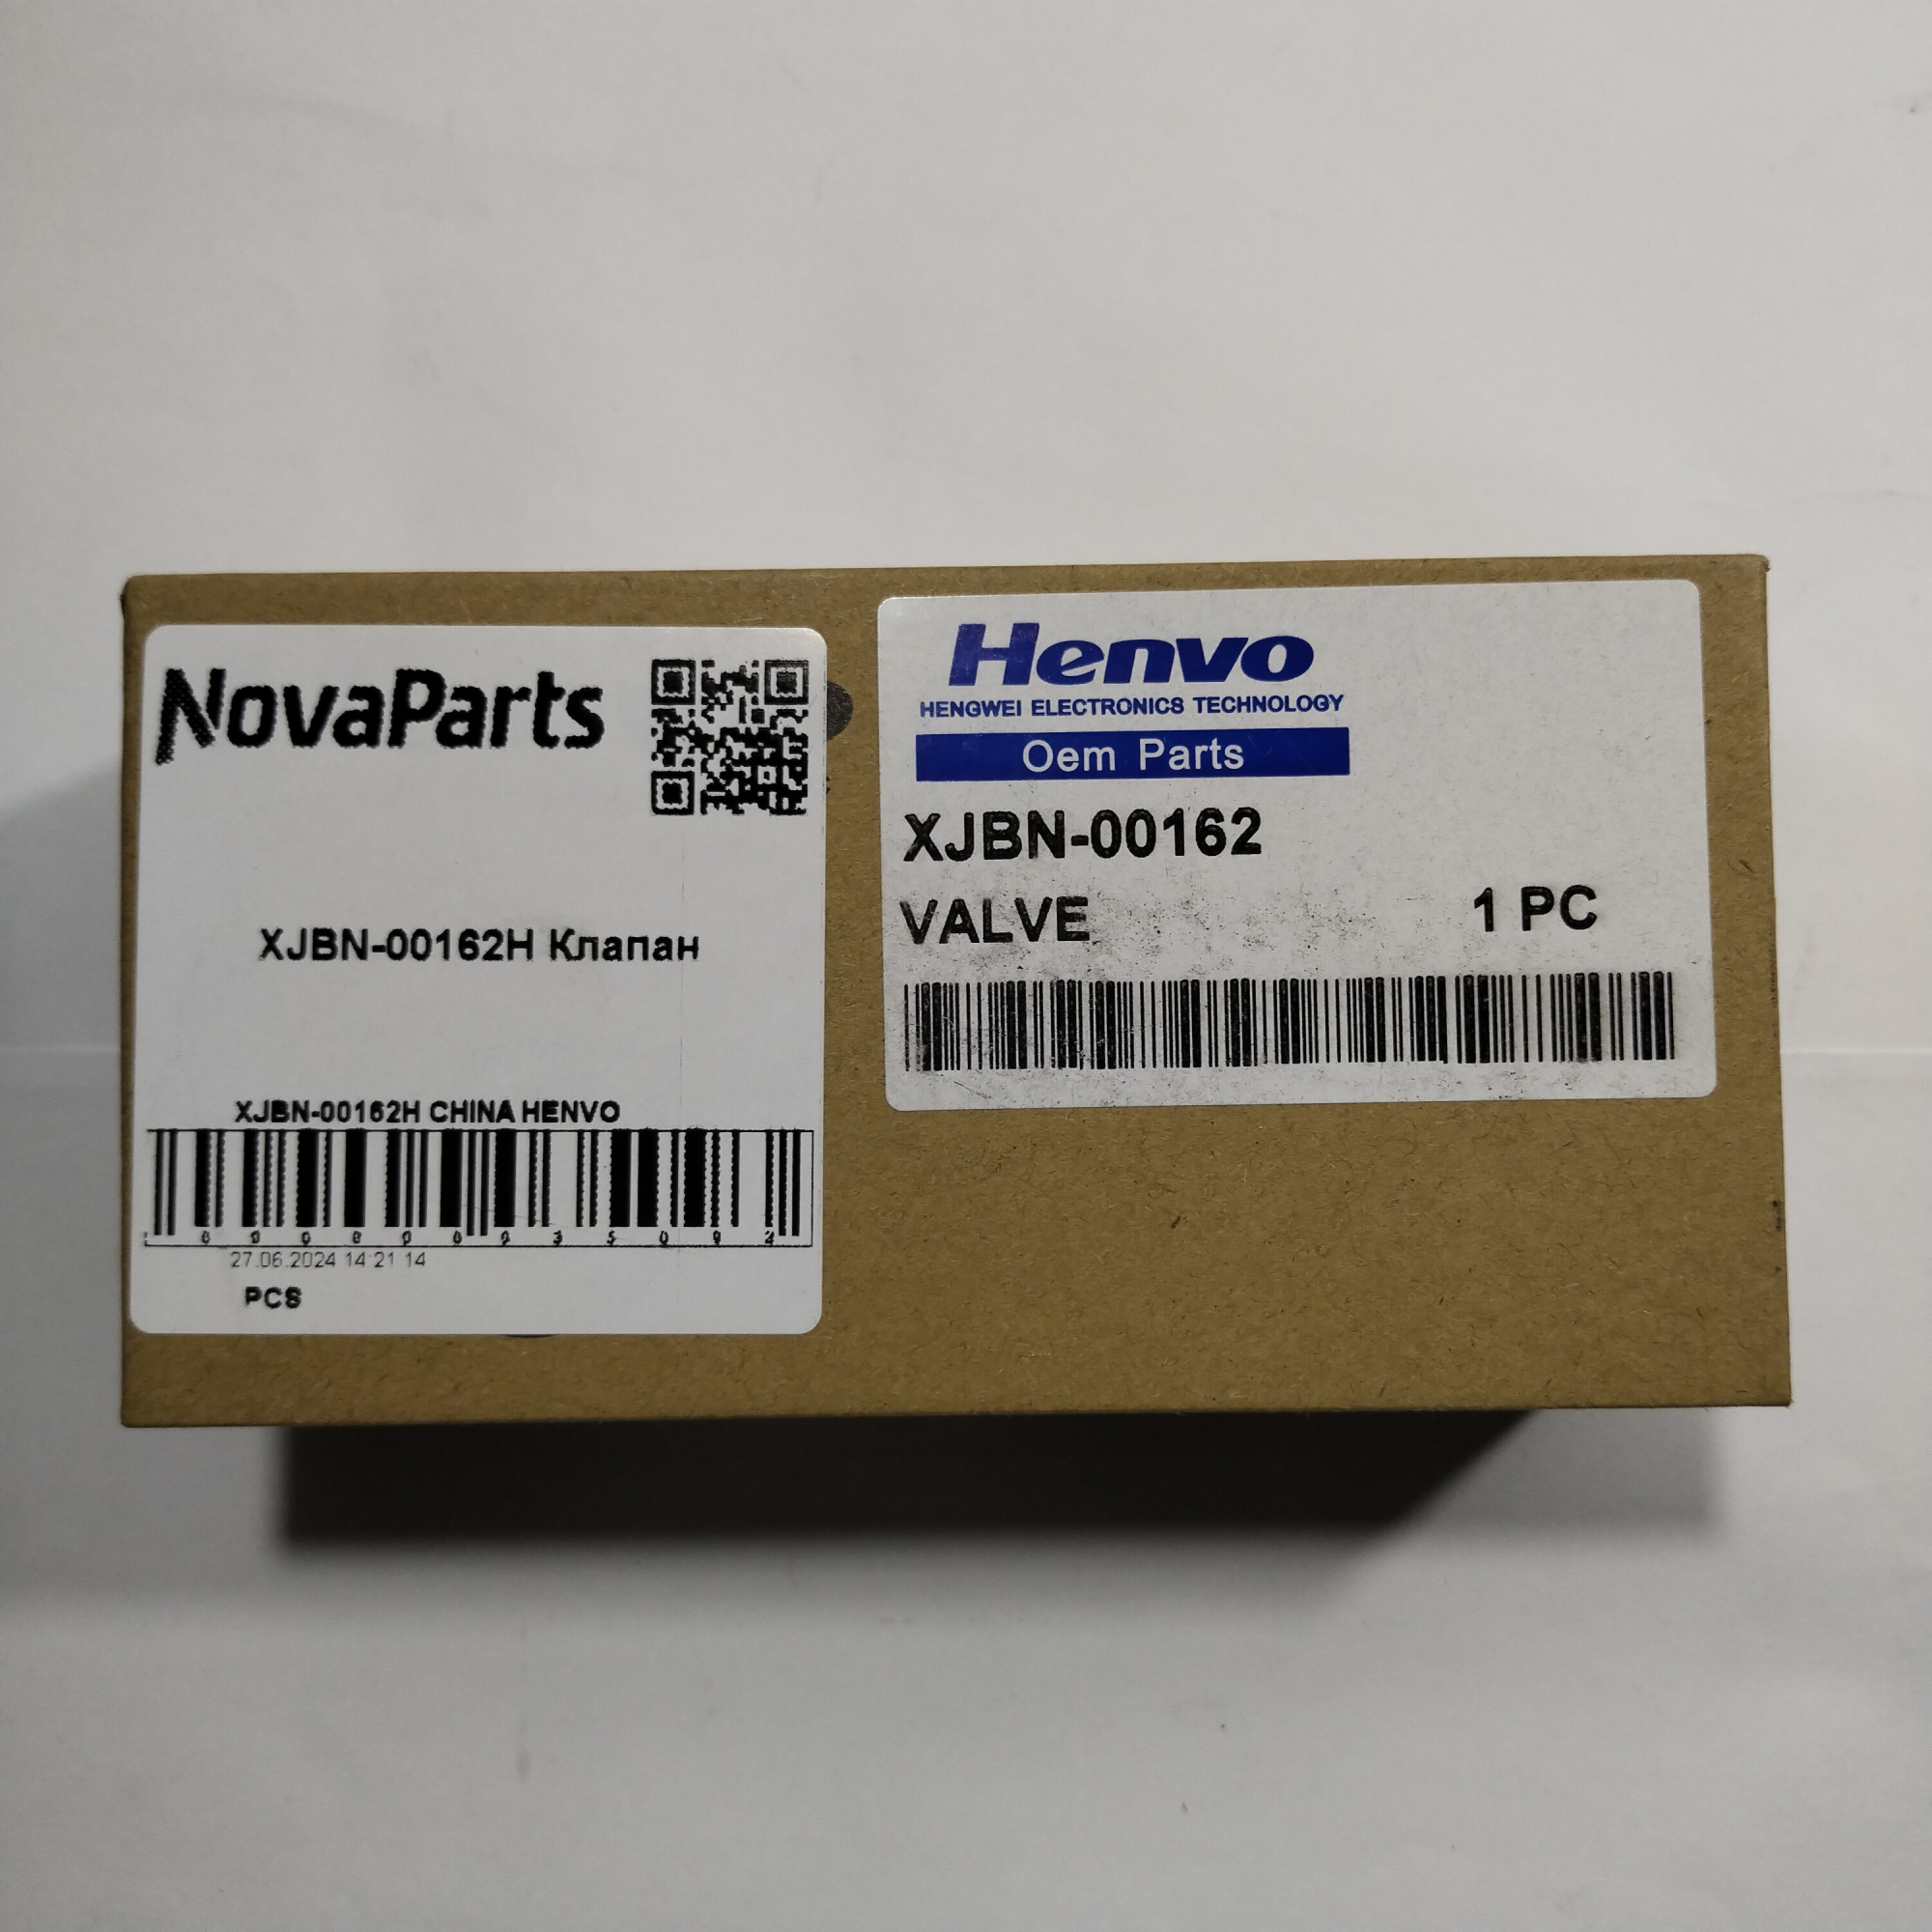 NovaParts
XJBN-00162H Клапан
XJBN-00162H CHINA HENVO
27.06.2024 14 21 14
PCS
Henvo
HENGWEI ELECTRONICS TECHNOLOGY
Oem Parts
XJBN-00162
VALVE 1 PC